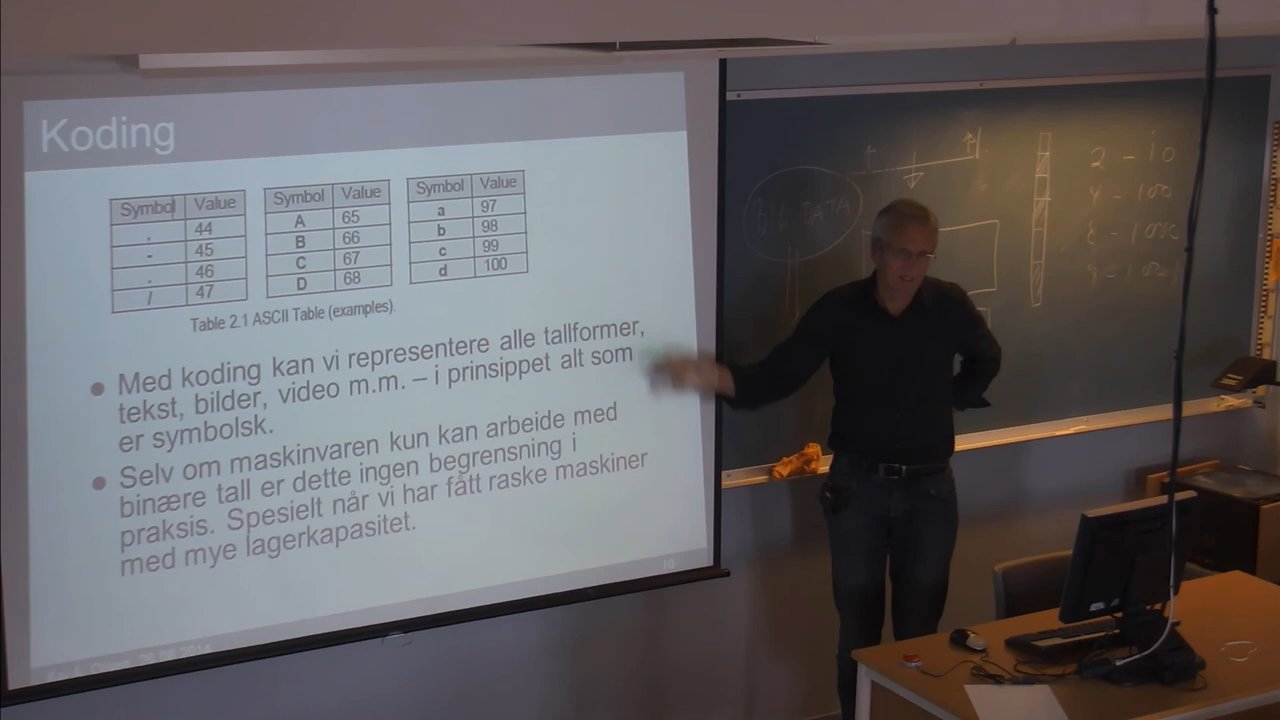 Koding
Symbol Value
, 44
- 45
. 46
/ 47
Symbol Value
A 65
B 66
C 67
D 68
Symbol Value
a 97
b 98
c 99
d 100
Table 2.1 ASCII Table (examples).
Med koding kan vi representere alle tallformer,
tekst, bilder, video m.m. – i prinsippet alt som
er symbolsk.
Selv om maskinvaren kun kan arbeide med
binære tall er dette ingen begrensning i
praksis. Spesielt når vi har fått raske maskiner
med mye lagerkapasitet.
10
BIG DATA
2 - 10
4 - 100